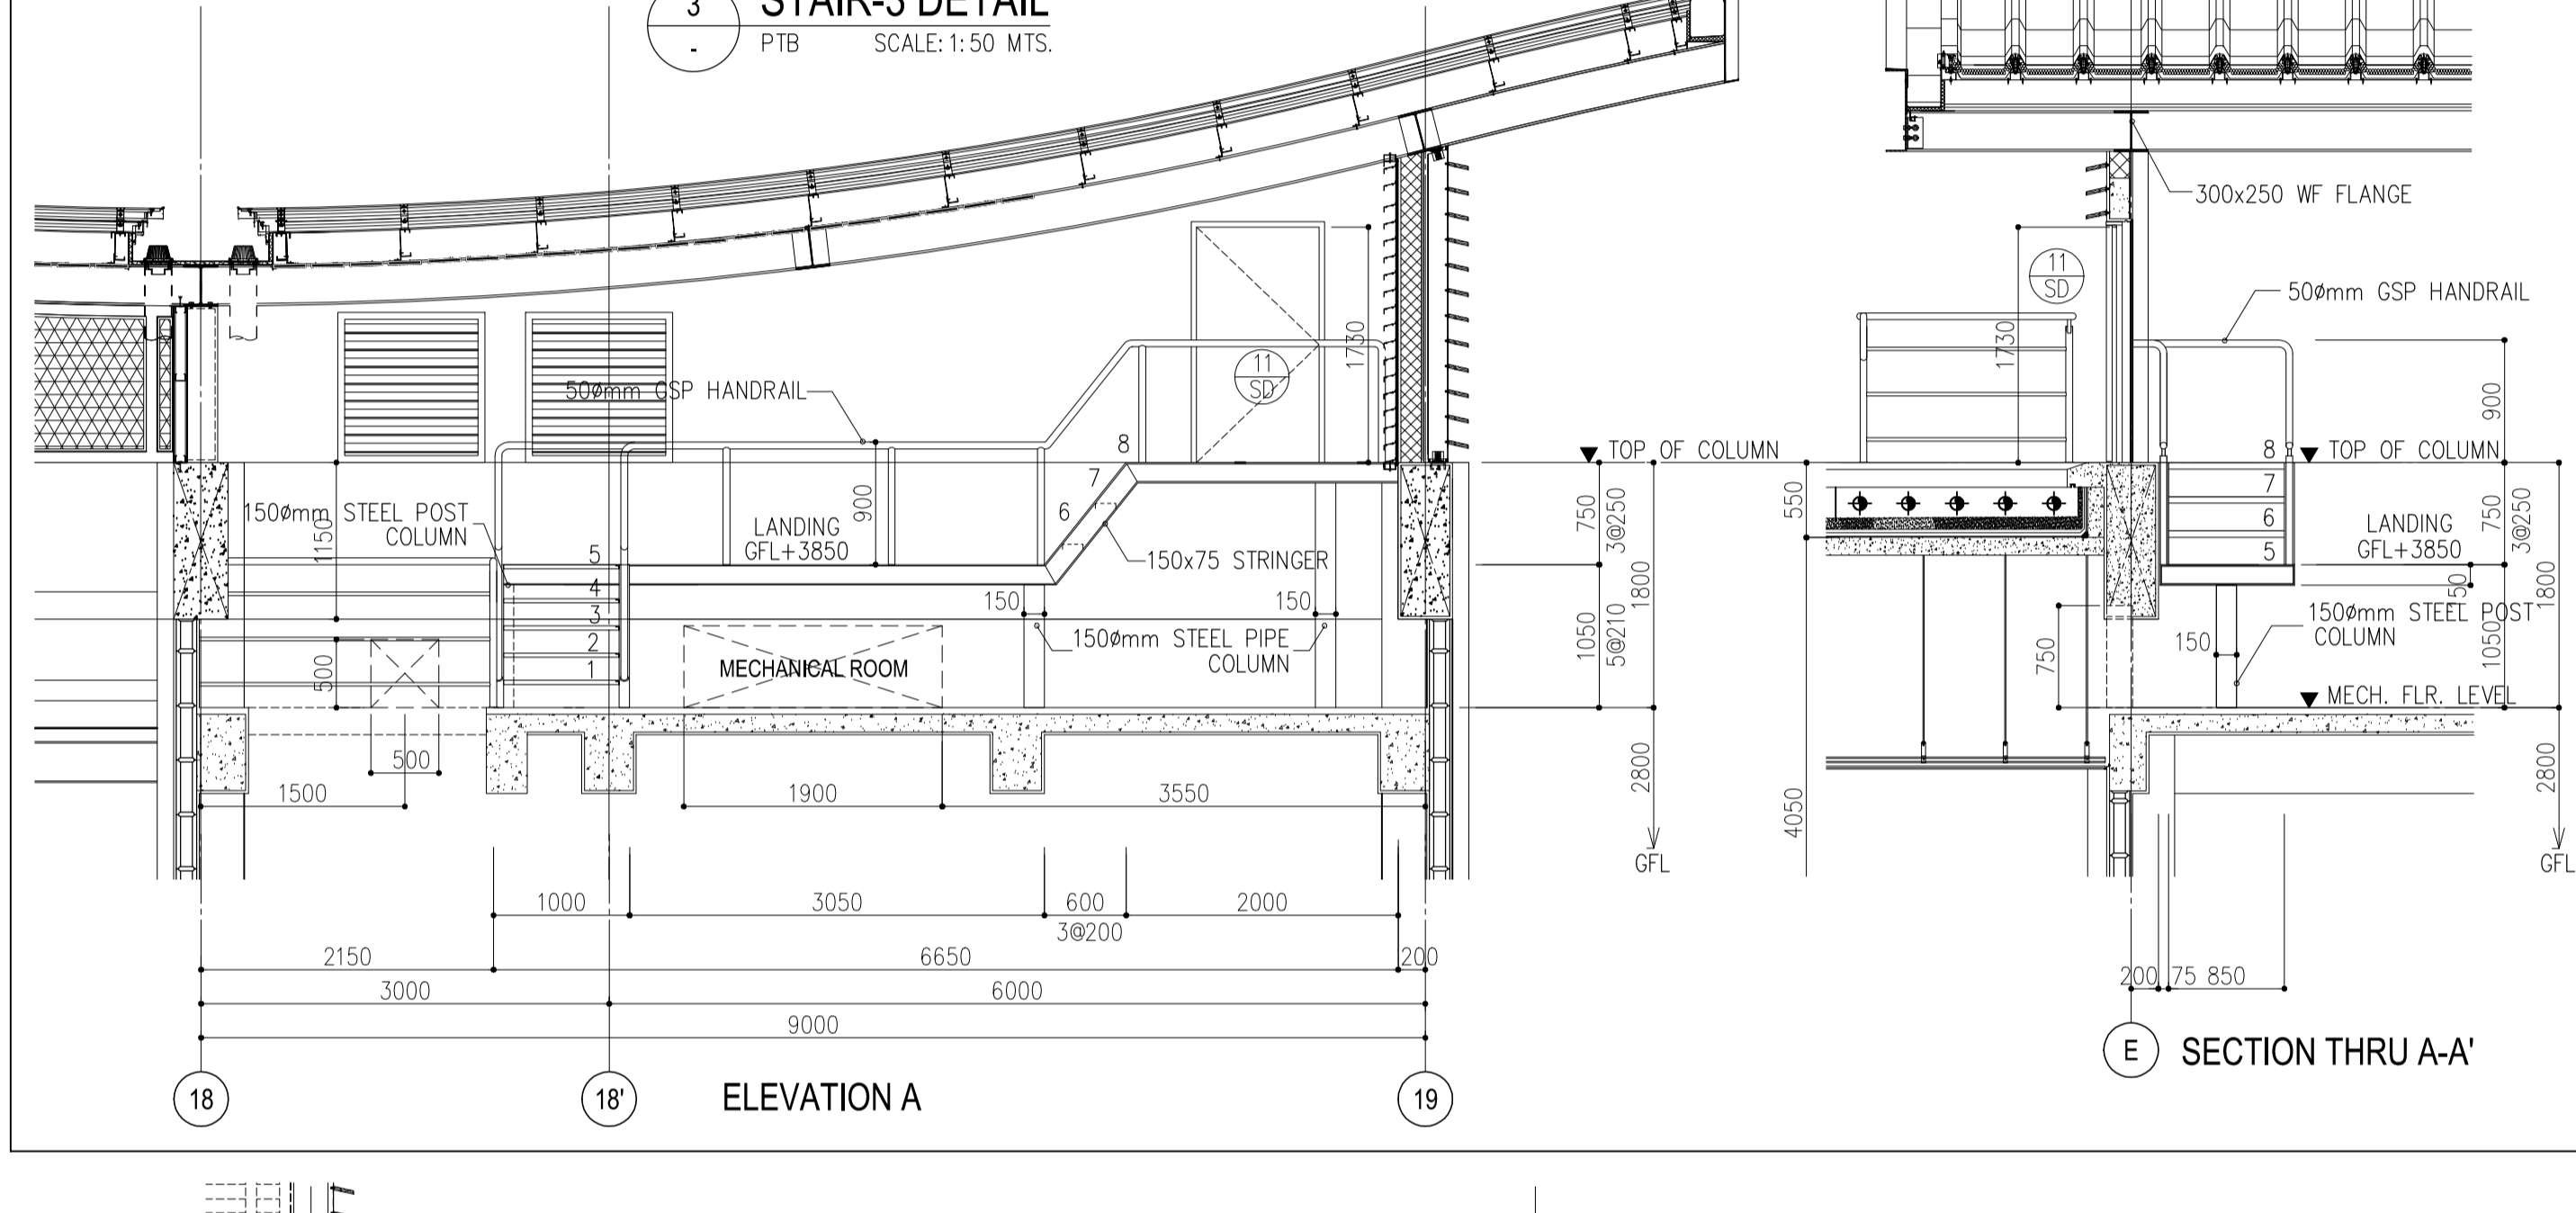 3
STAIR-3 DETAIL
-
PTB
SCALE: 1:50 MTS.
300x250 WF FLANGE
11
SD
50ømm GSP HANDRAIL
1730
1730
11
SD
50ømm GSP HANDRAIL
900
8
TOP OF COLUMN
8
TOP OF COLUMN
7
7
150ømm STEEL POST
COLUMN
1150
LANDING
GFL+3850
900
6
750
3@250
550
6
LANDING
GFL+3850
750
3@250
5
150x75 STRINGER
5
4
3
2
1
150
150
1800
150
1800
500
MECHANICAL ROOM
150ømm STEEL PIPE
COLUMN
1050
5@210
750
150
150ømm STEEL POST
COLUMN
1050
MECH. FLR. LEVEL
500
1500
1900
3550
2800
GFL
4050
2800
GFL
1000
3050
600
2000
3@200
2150
6650
200
200
75
850
3000
6000
9000
18
18'
ELEVATION A
19
E
SECTION THRU A-A'